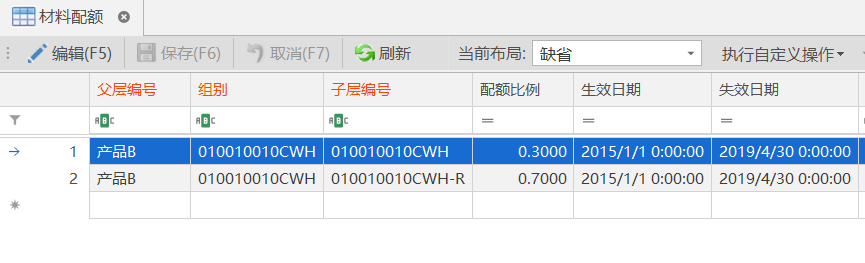 材料配额
编辑(F5) 保存(F6) 取消(F7) 刷新 当前布局: 缺省 执行自定义操作
父层编号 组别 子层编号 配额比例 生效日期 失效日期
ABC ABC ABC = = =
1 产品B 010010010CWH 010010010CWH 0.3000 2015/1/1 0:00:00 2019/4/30 0:00:00
2 产品B 010010010CWH 010010010CWH-R 0.7000 2015/1/1 0:00:00 2019/4/30 0:00:00